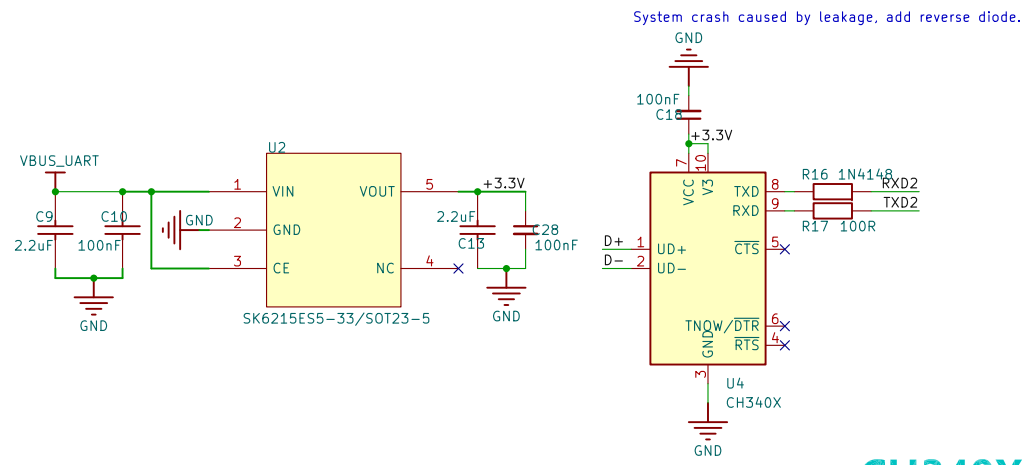 System crash caused by leakage, add reverse diode.
GND
100nF
C18
+3.3V
U2
VBUS_UART
7
10
R16 1N4148
1
VIN
VOUT
5
+3.3V
VCC
V3
TXD
8
RXD2
C9
C10
GND
2.2uF
RXD
9
TXD2
2
GND
C28
R17 100R
2.2uF
100nF
C13
100nF
D+
1
UD+
CTS
5
3
CE
NC
4
D-
2
UD-
GND
SK6215ES5-33/SOT23-5
GND
TNOW/DTR
6
GND
RTS
4
3
U4
CH340X
GND
CH340X